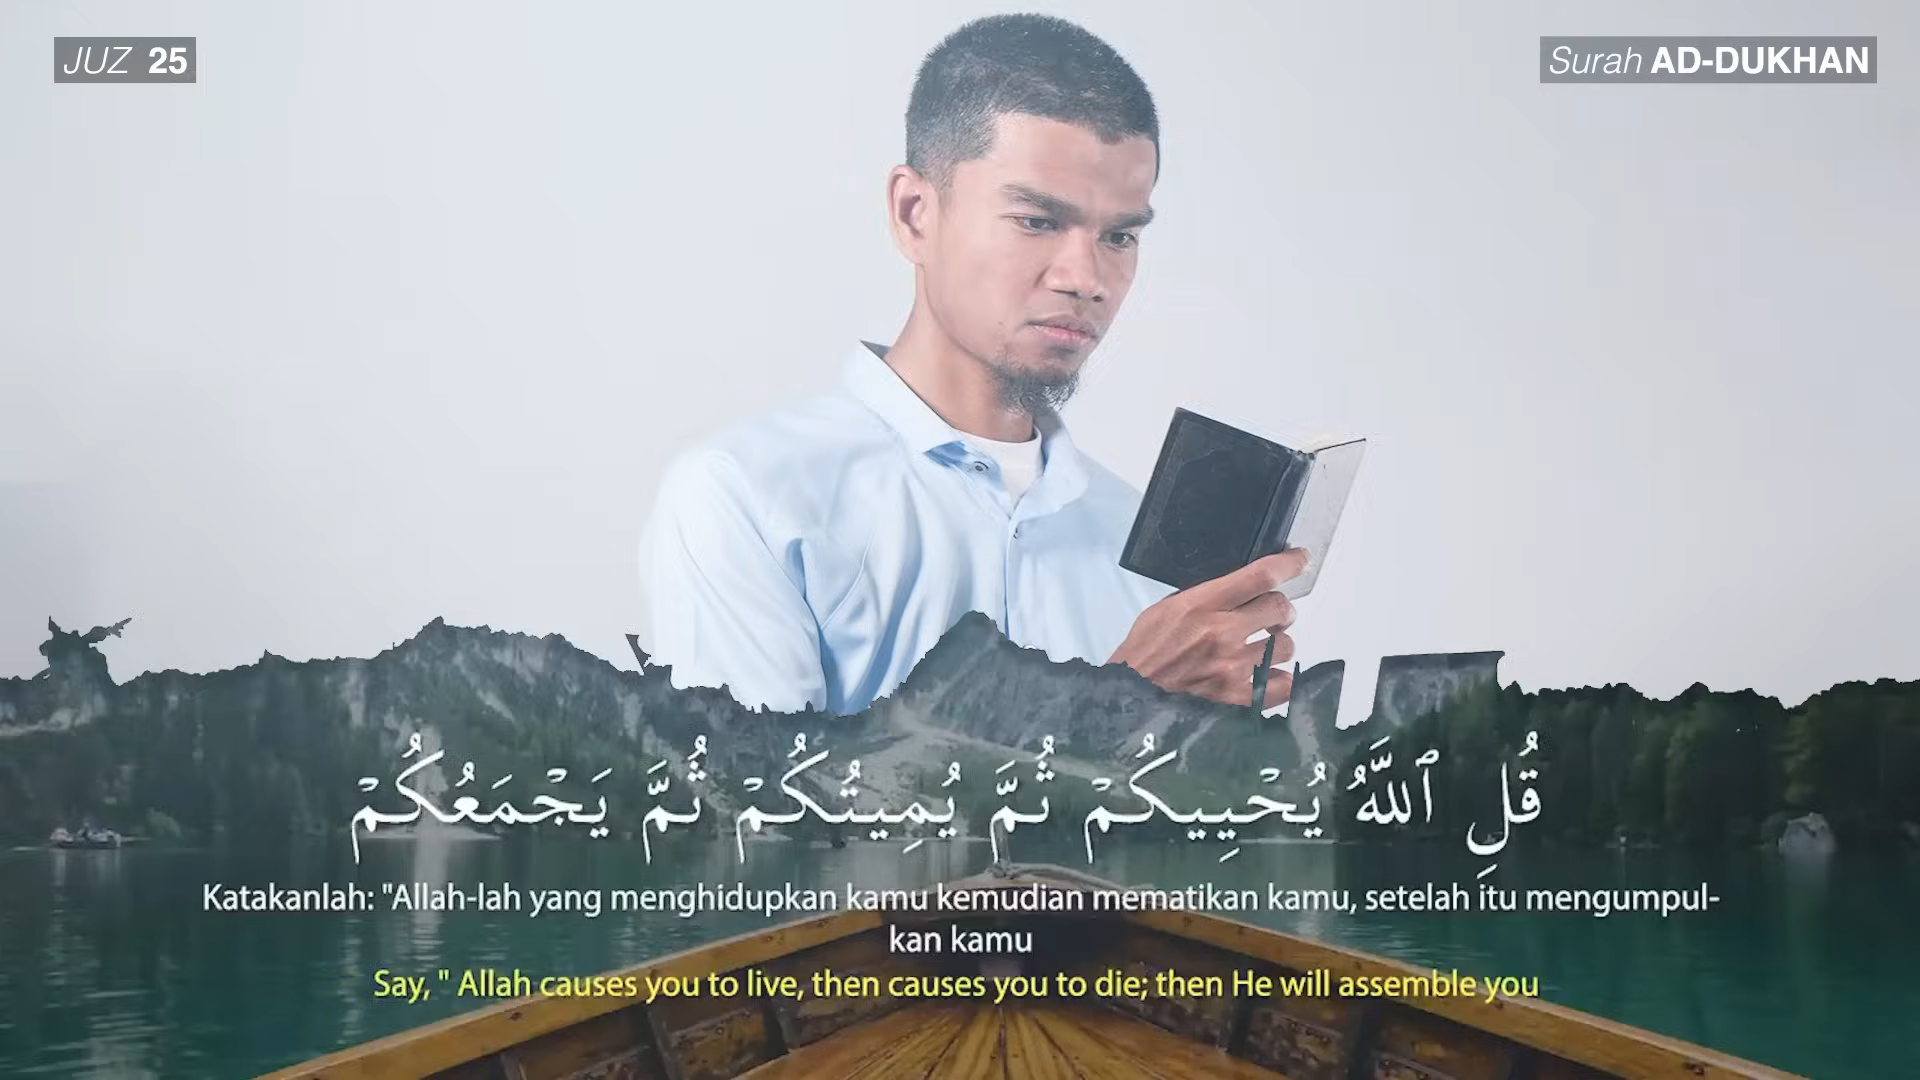 JUZ 25
Surah AD-DUKHAN
قُلِ ٱللَّهُ يُحْيِيكُمْ ثُمَّ يُمِيتُكُمْ ثُمَّ يَجْمَعُكُمْ
Katakanlah: "Allah-lah yang menghidupkan kamu kemudian mematikan kamu, setelah itu mengumpul-
kan kamu
Say, " Allah causes you to live, then causes you to die; then He will assemble you